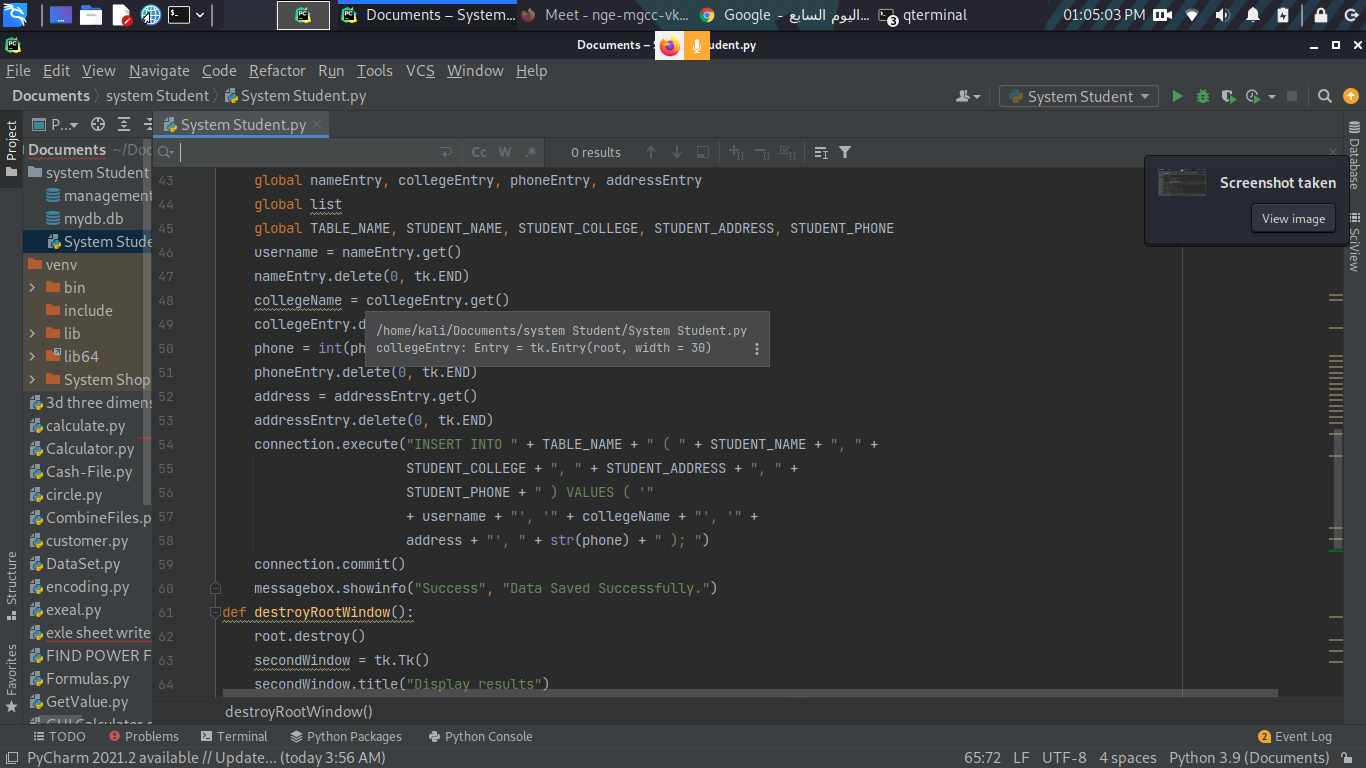 Documents – System...
Meet - nge-mgcc-vk...
Google - اليوم السابع...
3
qterminal
01:05:03 PM
PC
Documents –
udent.py
File Edit View Navigate Code Refactor Run Tools VCS Window Help
Documents system Student System Student.py
System Student
P...
System Student.py
Project
Cc W .*
0 results
Documents ~/Doc
system Student
management
mydb.db
System Stude
venv
bin
include
lib
lib64
System Shop
3d three dimens
calculate.py
Calculator.py
Cash-File.py
circle.py
CombineFiles.p
customer.py
DataSet.py
encoding.py
exeal.py
exle sheet write
FIND POWER F
Formulas.py
GetValue.py
Structure
Favorites
43 global nameEntry, collegeEntry, phoneEntry, addressEntry
44 global list
45 global TABLE_NAME, STUDENT_NAME, STUDENT_COLLEGE, STUDENT_ADDRESS, STUDENT_PHONE
46 username = nameEntry.get()
47 nameEntry.delete(0, tk.END)
48 collegeName = collegeEntry.get()
49 collegeEntry.d
50 phone = int(ph
51 phoneEntry.delete(0, tk.END)
52 address = addressEntry.get()
53 addressEntry.delete(0, tk.END)
54 connection.execute("INSERT INTO " + TABLE_NAME + " ( " + STUDENT_NAME + ", " +
55 STUDENT_COLLEGE + ", " + STUDENT_ADDRESS + ", " +
56 STUDENT_PHONE + " ) VALUES ( '"
57 + username + "', '" + collegeName + "', '" +
58 address + "', " + str(phone) + " ); ")
59 connection.commit()
60 messagebox.showinfo("Success", "Data Saved Successfully.")
61 def destroyRootWindow():
62 root.destroy()
63 secondWindow = tk.Tk()
64 secondWindow.title("Display results")
/home/kali/Documents/system Student/System Student.py
collegeEntry: Entry = tk.Entry(root, width = 30)
Screenshot taken
View image
Database
SciView
destroyRootWindow()
TODO Problems Terminal Python Packages Python Console
2 Event Log
PyCharm 2021.2 available // Update... (today 3:56 AM)
65:72 LF UTF-8 4 spaces Python 3.9 (Documents)